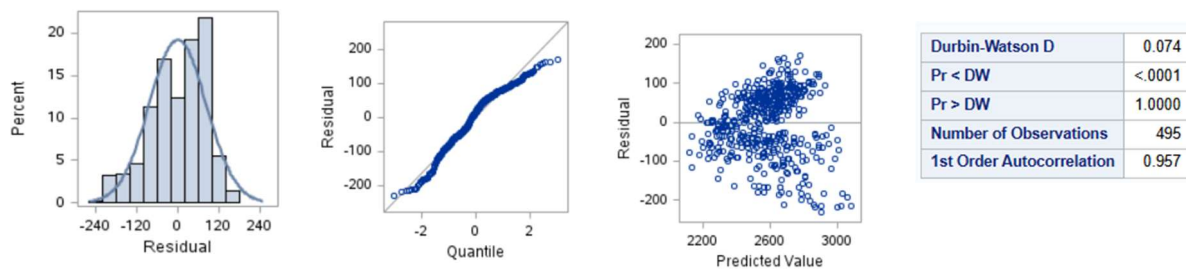 20
15
10
5
0
Percent
-240 -120 0 120 240
Residual
200
100
0
-100
-200
Residual
-2 0 2
Quantile
200
100
0
-100
-200
Residual
2200 2600 3000
Predicted Value
Durbin-Watson D 0.074
Pr < DW <.0001
Pr > DW 1.0000
Number of Observations 495
1st Order Autocorrelation 0.957